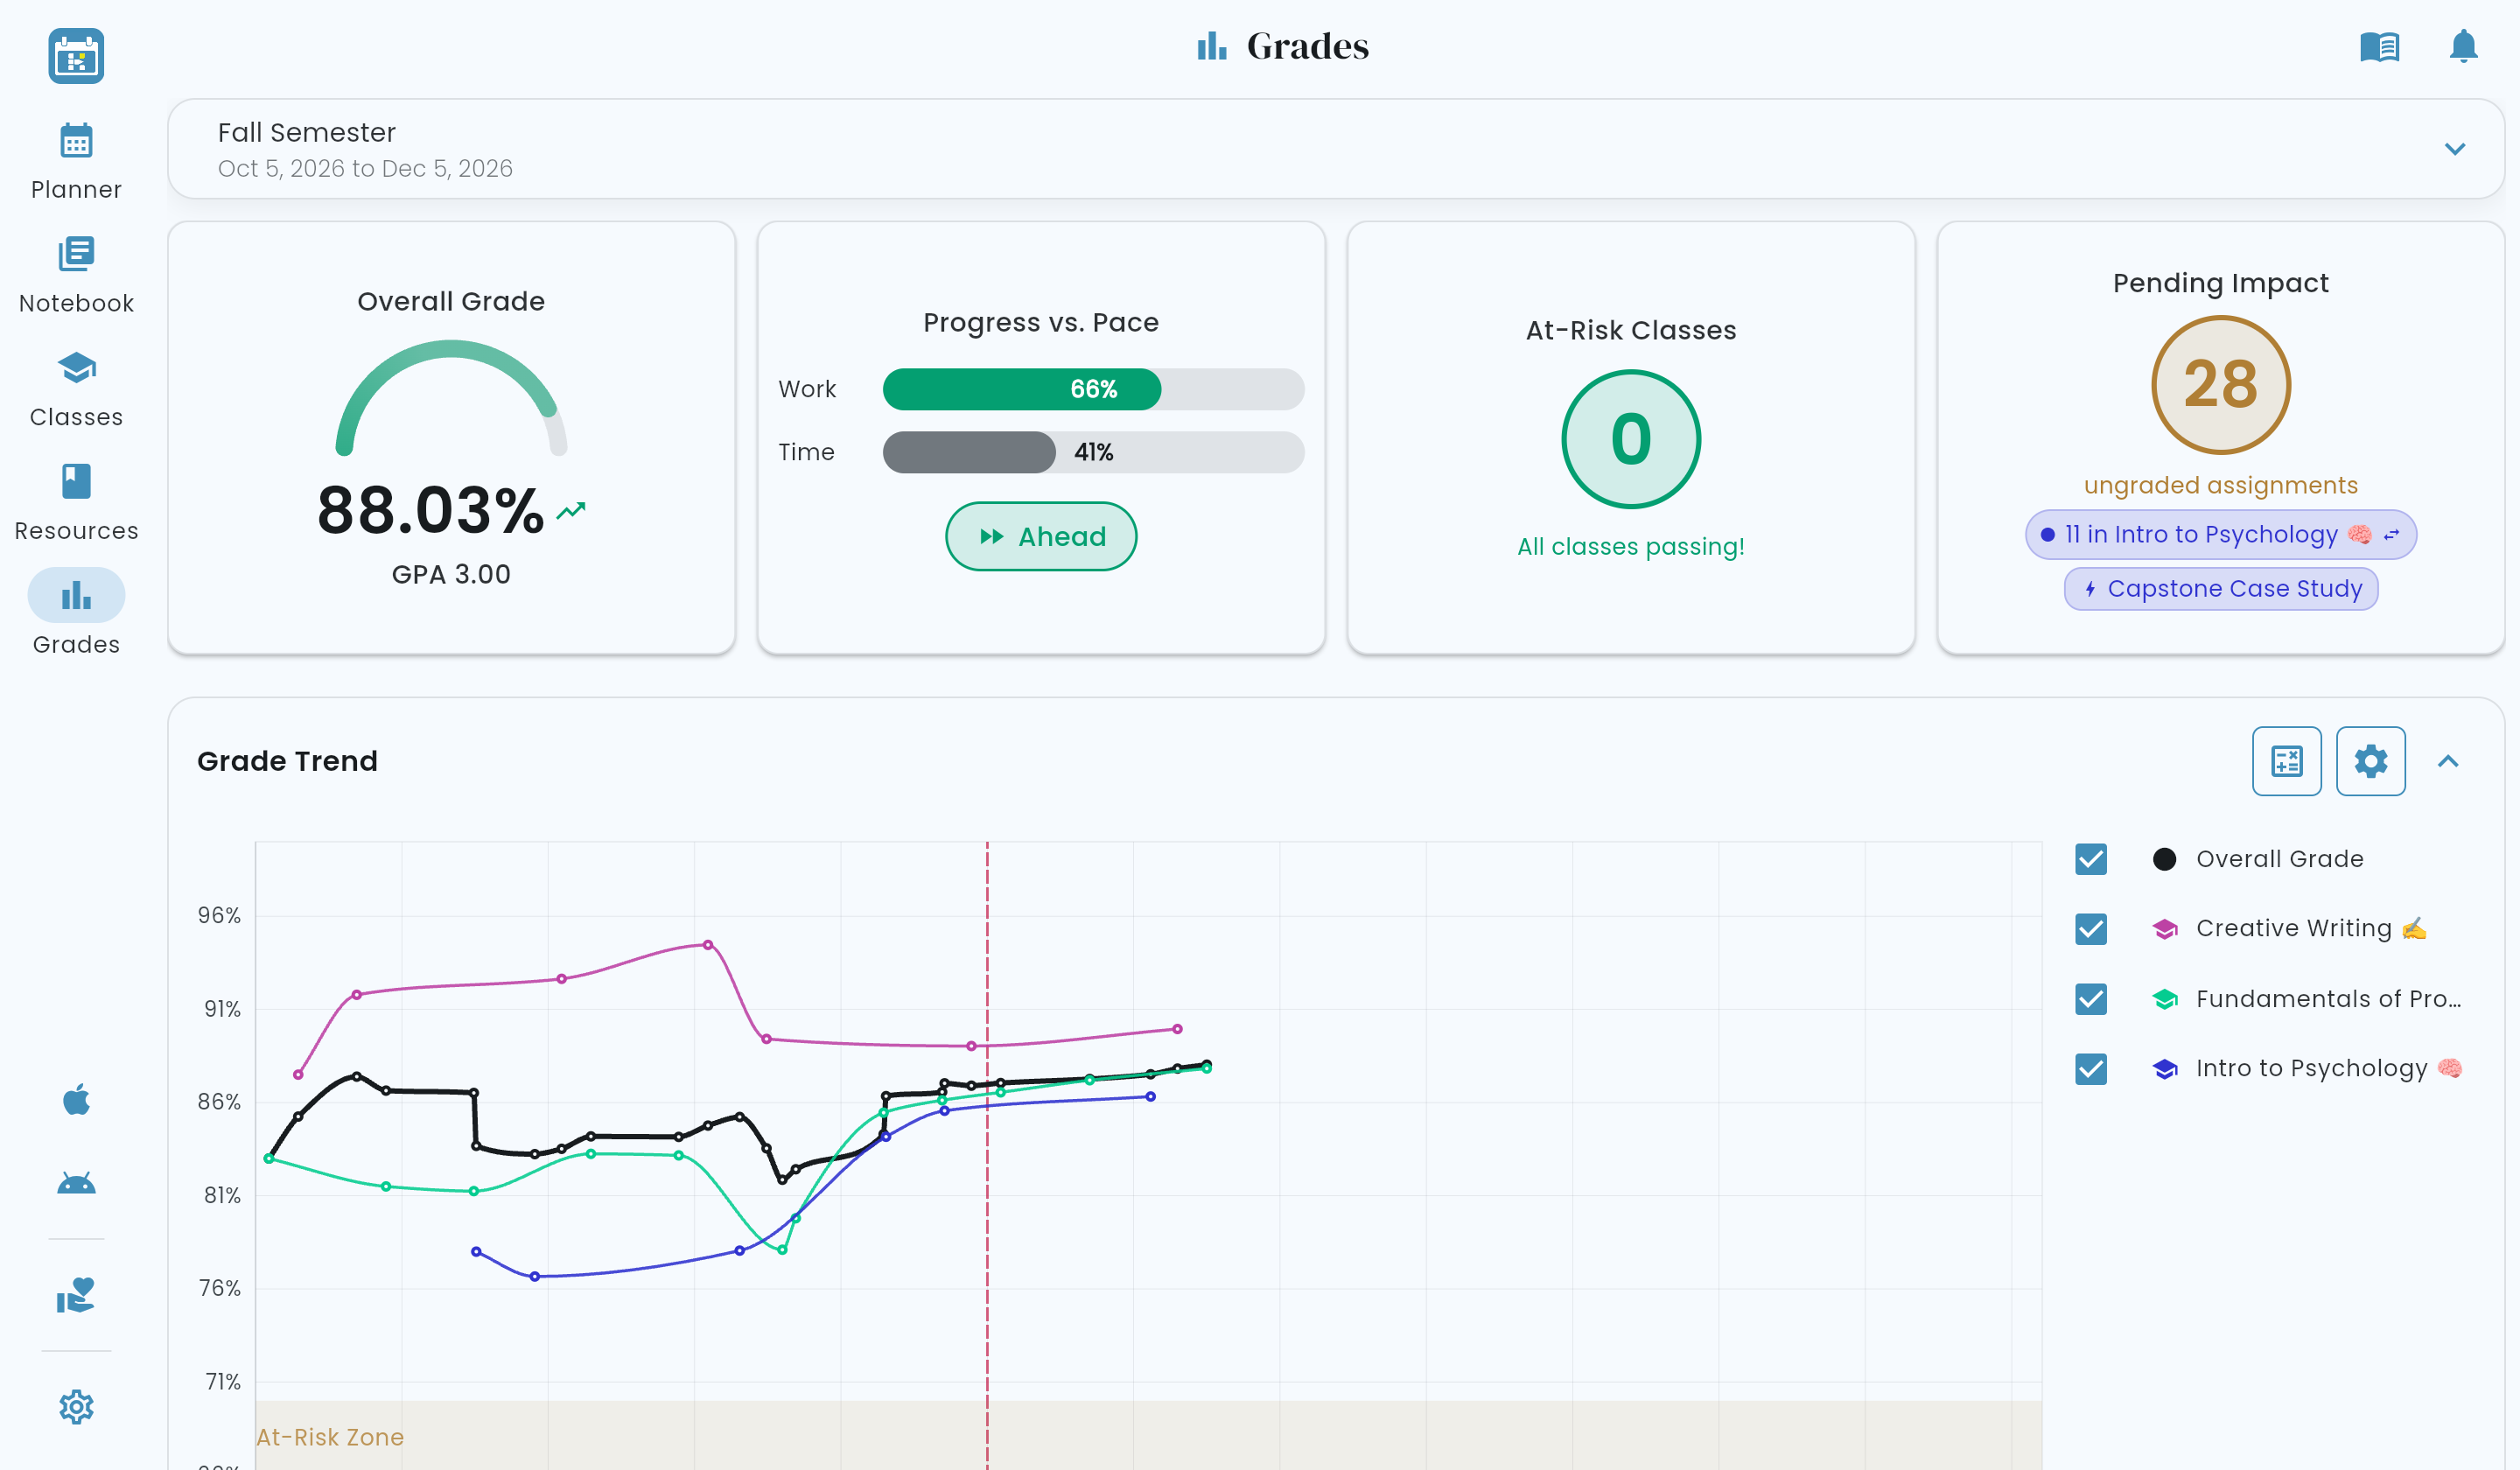 Grades
Planner
Notebook
Classes
Resources
Grades
Fall Semester
Oct 5, 2026 to Dec 5, 2026
Overall Grade
88.03%
GPA 3.00
Progress vs. Pace
Work 66%
Time 41%
Ahead
At-Risk Classes
0
All classes passing!
Pending Impact
28
ungraded assignments
11 in Intro to Psychology 🧠
Capstone Case Study
Grade Trend
96%
91%
86%
81%
76%
71%
At-Risk Zone
Overall Grade
Creative Writing ✍️
Fundamentals of Pro...
Intro to Psychology 🧠